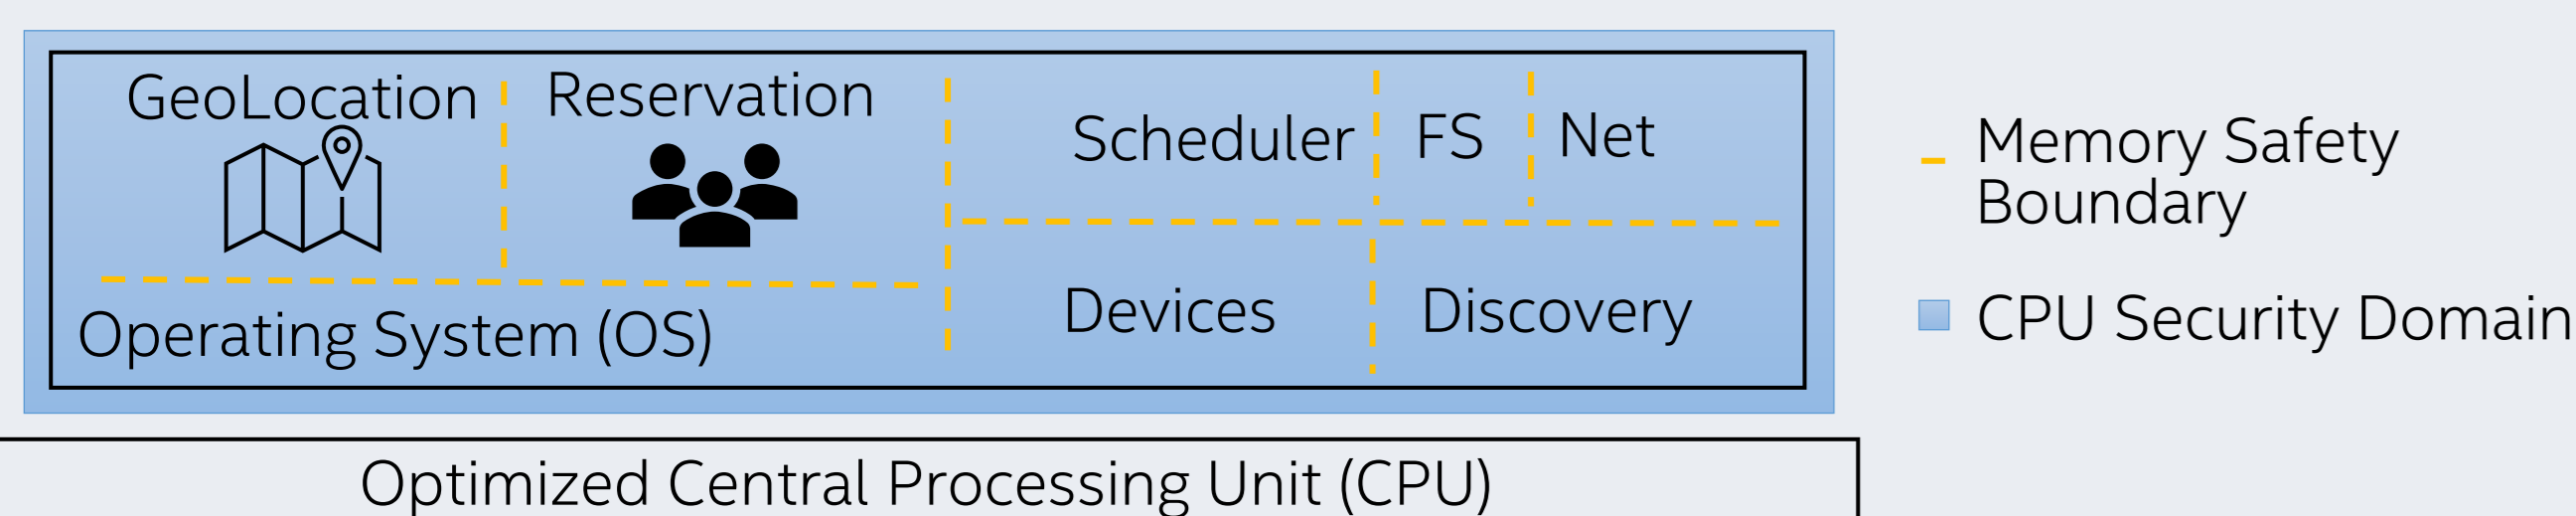 GeoLocation
Reservation
Scheduler
FS
Net
Operating System (OS)
Devices
Discovery
Memory Safety
Boundary
CPU Security Domain
Optimized Central Processing Unit (CPU)